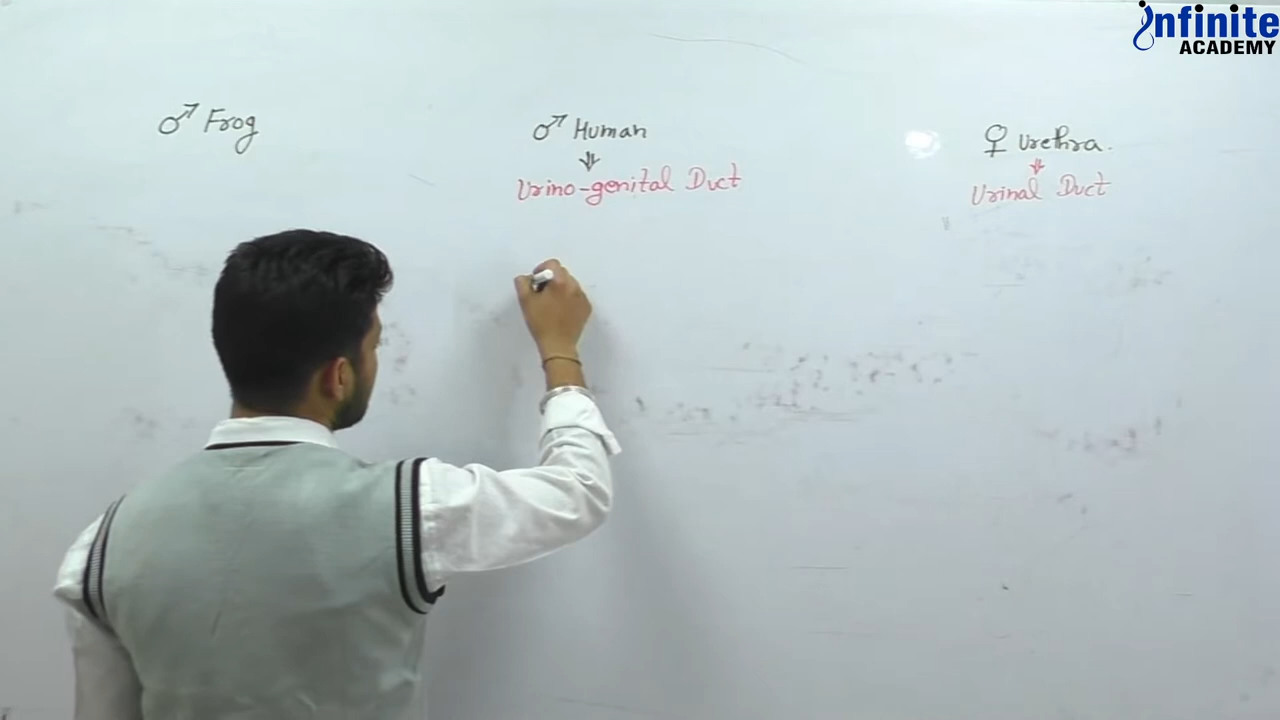 infinite
ACADEMY
♂ Frog
♂ Human
⇓
Urino-genital Duct
♀ Urethra.
⇓
Urinal Duct